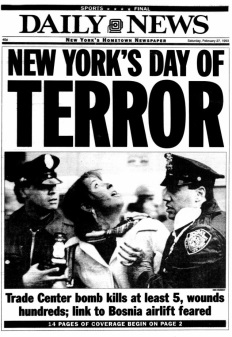 SPORTS ★ ★ ★ ★ FINAL
DAILY NEWS
NEW YORK'S HOMETOWN NEWSPAPER
Saturday, February 27, 1993
NEW YORK'S DAY OF
TERROR
Trade Center bomb kills at least 5, wounds
hundreds; link to Bosnia airlift feared
14 PAGES OF COVERAGE BEGIN ON PAGE 2